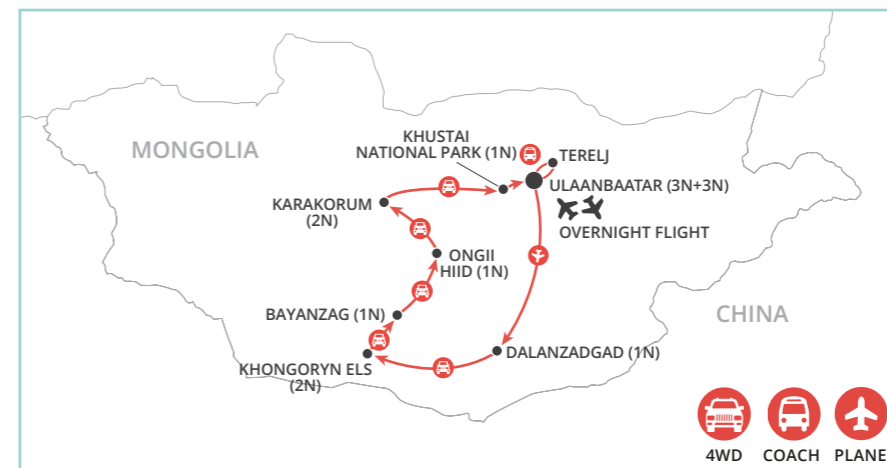 MONGOLIA
KHUSTAI
NATIONAL PARK (1N)
TERELJ
ULAANBAATAR (3N+3N)
OVERNIGHT FLIGHT
KARAKORUM
(2N)
ONGII
HIID (1N)
BAYANZAG (1N)
CHINA
DALANZADGAD (1N)
KHONGORYN ELS
(2N)
4WD
COACH
PLANE